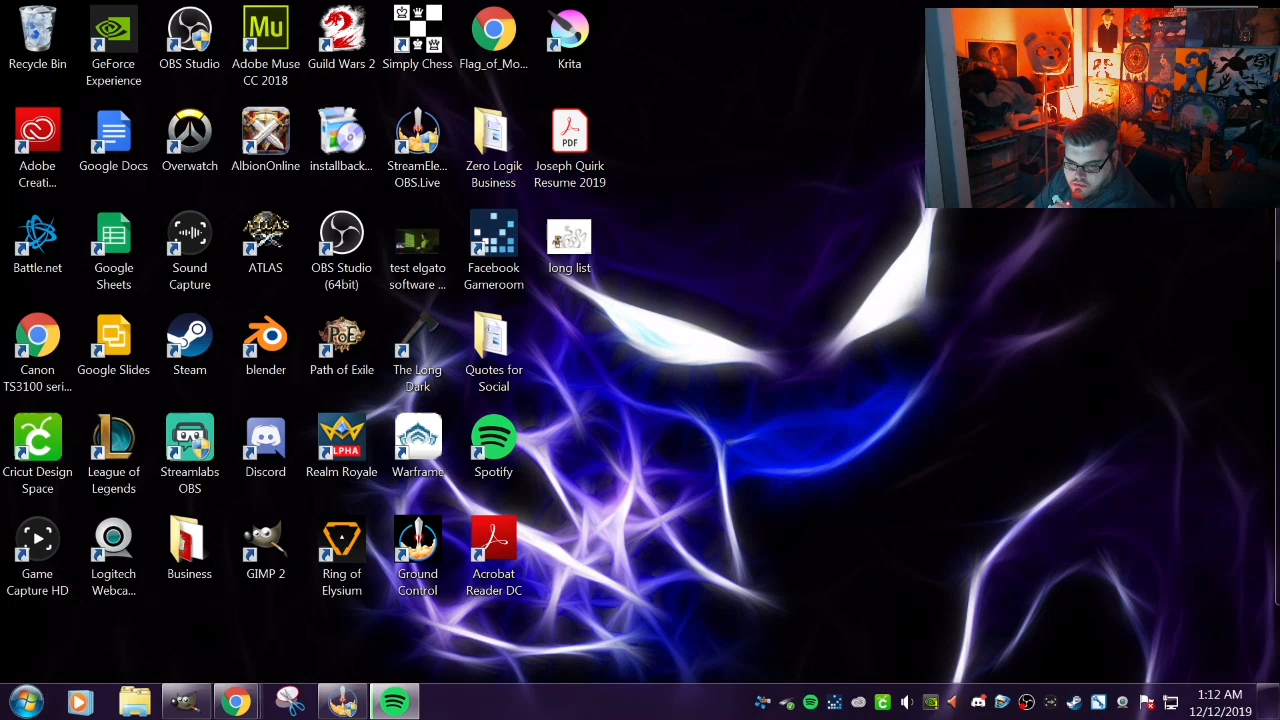 Recycle Bin
GeForce
Experience
OBS Studio
Mu
Adobe Muse
CC 2018
Guild Wars 2
Simply Chess
Flag_of_Mo...
Krita
Adobe
Creati...
Google Docs
Overwatch
AlbionOnline
installback...
StreamEle...
OBS.Live
Zero Logik
Business
PDF
Joseph Quirk
Resume 2019
Battle.net
Google
Sheets
Sound
Capture
ATLAS
ATLAS
OBS Studio
(64bit)
test elgato
software ...
Facebook
Gameroom
long list
Canon
TS3100 seri...
Google Slides
Steam
blender
PoE
Path of Exile
The Long
Dark
Quotes for
Social
Cricut Design
Space
League of
Legends
Streamlabs
OBS
Discord
LPHA
Realm Royale
Warframe
Spotify
Game
Capture HD
Logitech
Webca...
Business
GIMP 2
Ring of
Elysium
Ground
Control
Acrobat
Reader DC
1:12 AM
12/12/2019